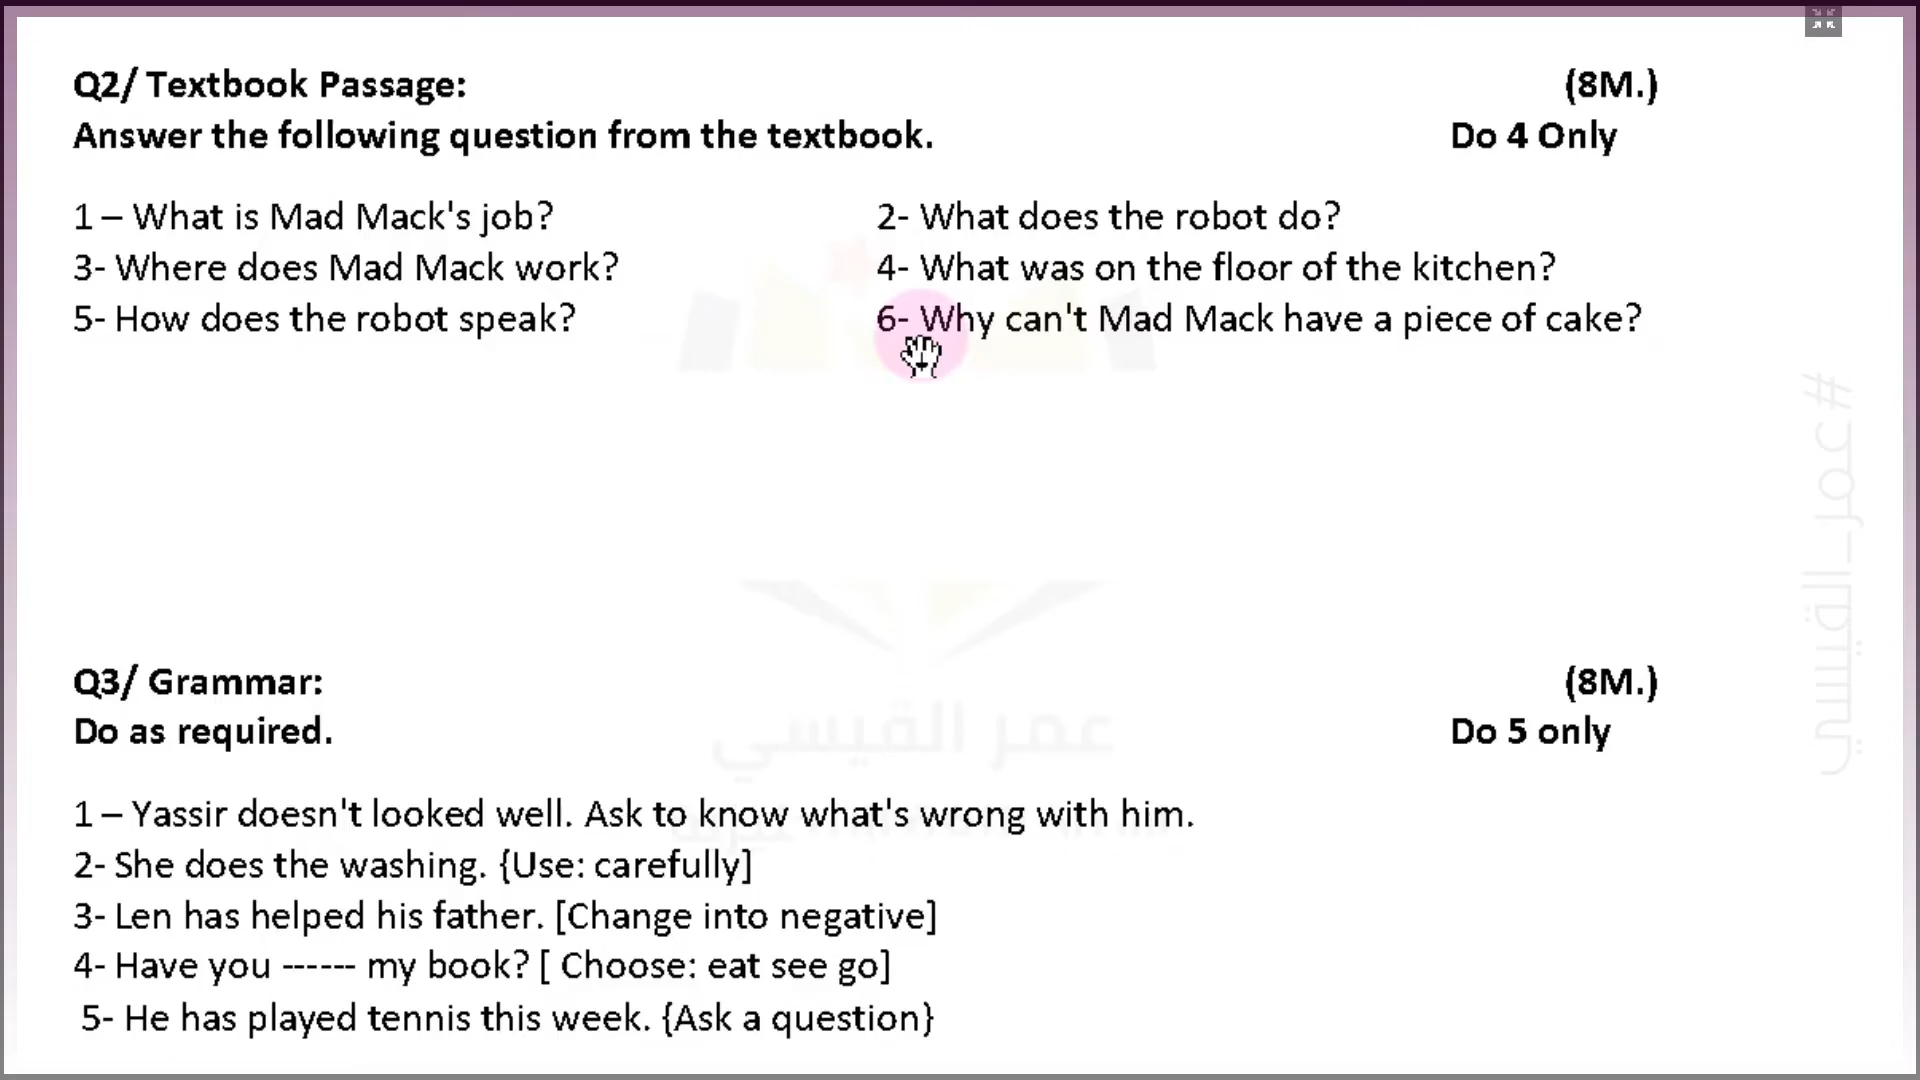 Q2/ Textbook Passage: (8M.)
Answer the following question from the textbook. Do 4 Only
1 – What is Mad Mack's job? 2- What does the robot do?
3- Where does Mad Mack work? 4- What was on the floor of the kitchen?
5- How does the robot speak? 6- Why can't Mad Mack have a piece of cake?
#عمر_القيسي
Q3/ Grammar: (8M.)
Do as required. Do 5 only
عمر القيسي
1 – Yassir doesn't looked well. Ask to know what's wrong with him.
2- She does the washing. {Use: carefully]
3- Len has helped his father. [Change into negative]
4- Have you ------ my book? [ Choose: eat see go]
5- He has played tennis this week. {Ask a question}